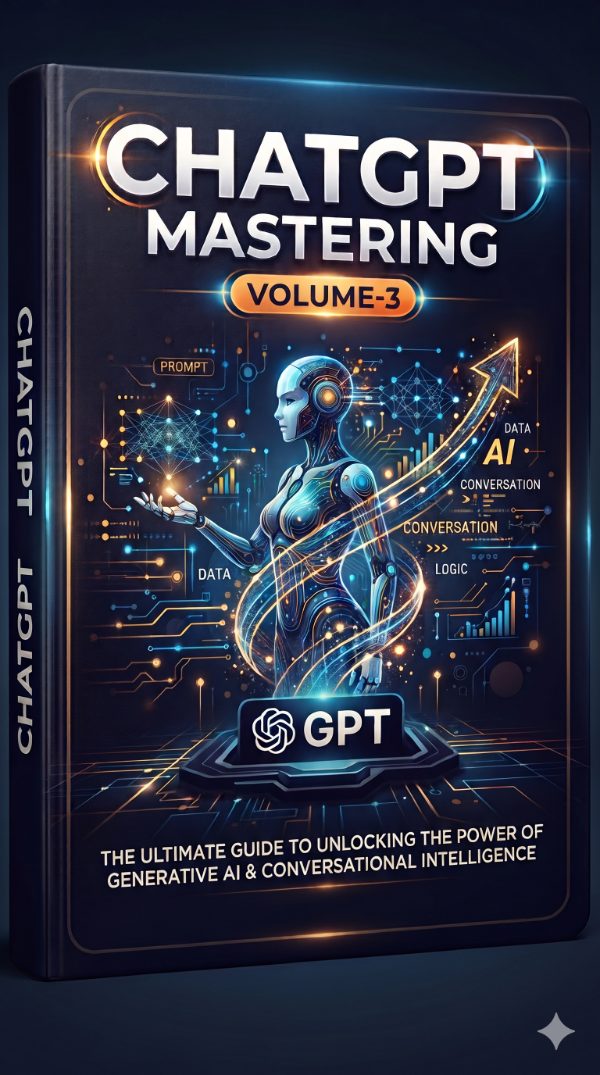 CHATGPT
MASTERING
VOLUME-3
PROMPT
DATA
AI
CONVERSATION
CONVERSATION
>>>
LOGIC
DATA
GPT
THE ULTIMATE GUIDE TO UNLOCKING THE POWER OF
GENERATIVE AI & CONVERSATIONAL INTELLIGENCE
CHATGPT CHATGPT